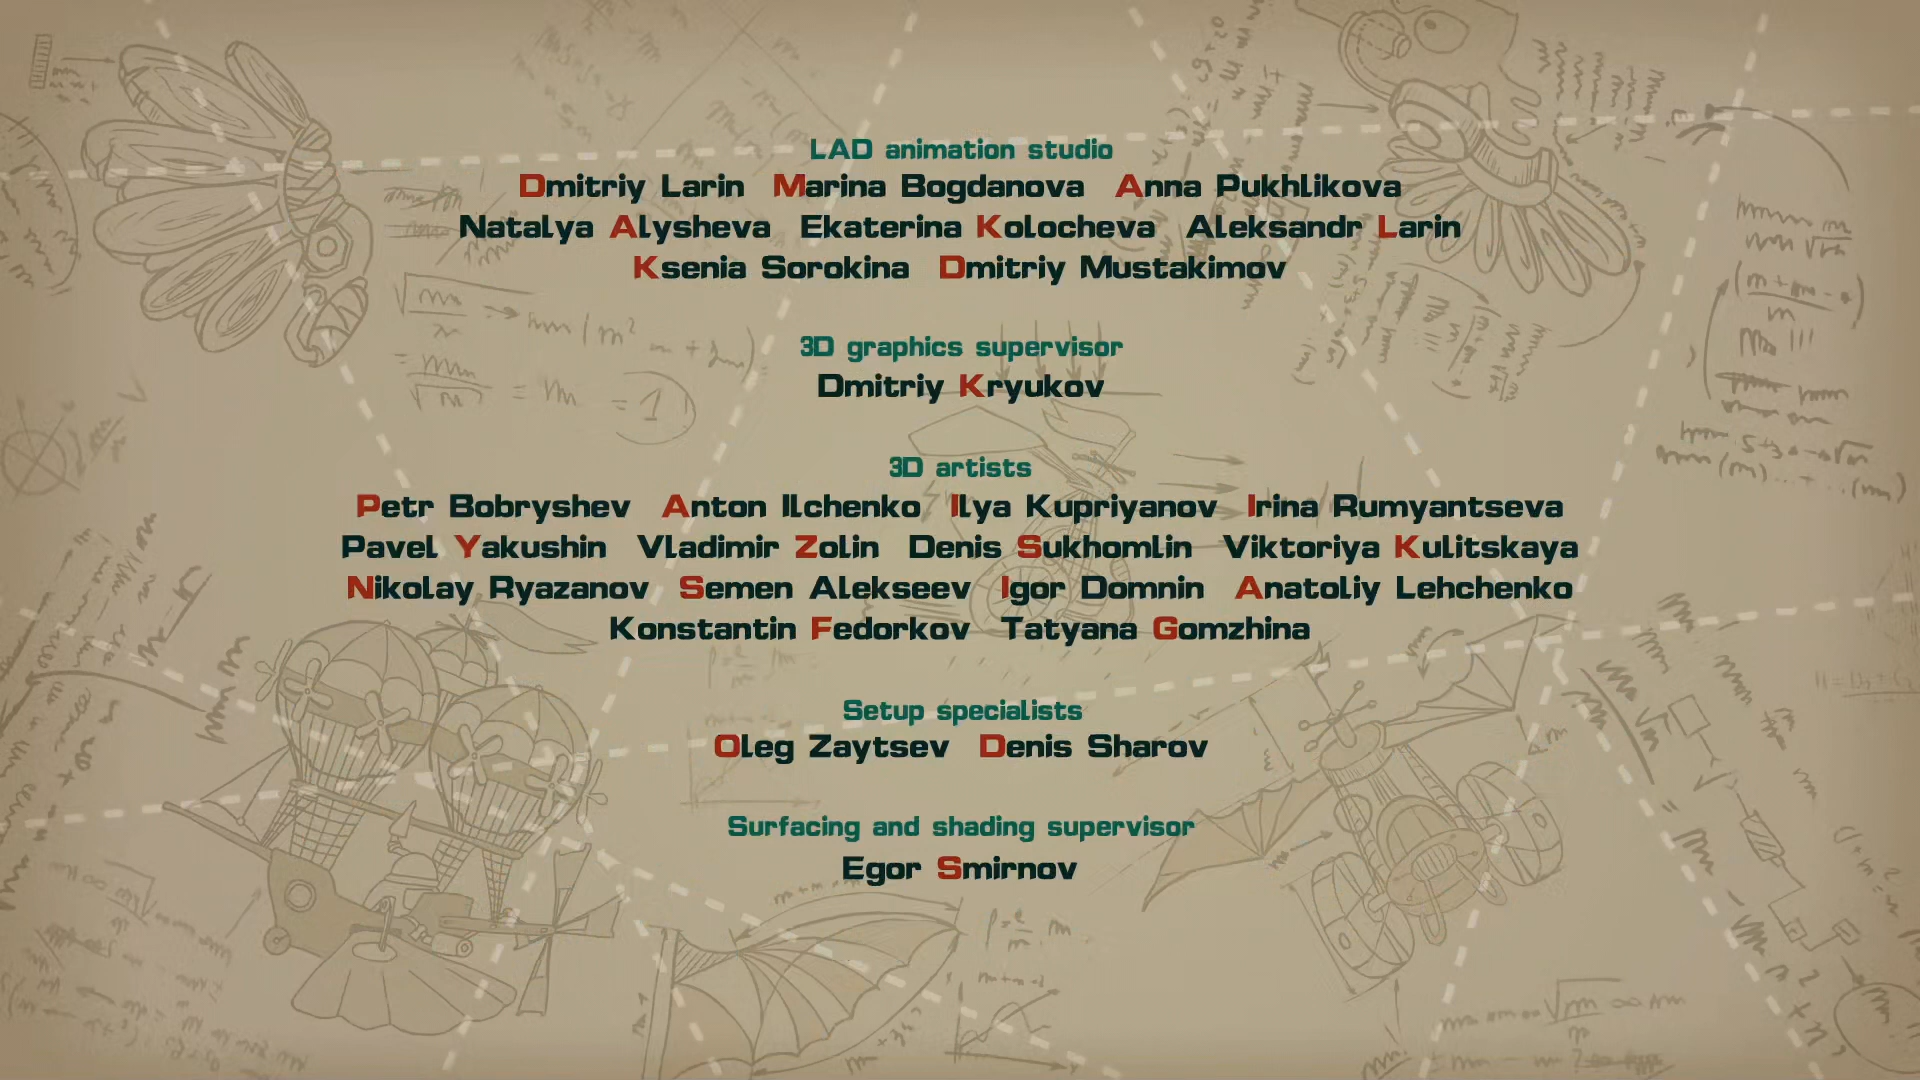 LAD animation studio
Dmitriy Larin Marina Bogdanova Anna Pukhlikova
Natalya Alysheva Ekaterina Kolocheva Aleksandr Larin
Ksenia Sorokina Dmitriy Mustakimov
3D graphics supervisor
Dmitriy Kryukov
3D artists
Petr Bobryshev Anton Ilchenko Ilya Kupriyanov Irina Rumyantseva
Pavel Yakushin Vladimir Zolin Denis Sukhomlin Viktoriya Kulitskaya
Nikolay Ryazanov Semen Alekseev Igor Domnin Anatoliy Lehchenko
Konstantin Fedorkov Tatyana Gomzhina
Setup specialists
Oleg Zaytsev Denis Sharov
Surfacing and shading supervisor
Egor Smirnov